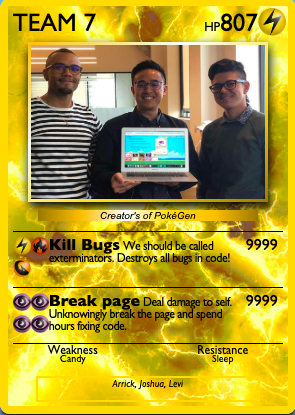 TEAM 7 HP807
Creator's of PokéGen
Kill Bugs We should be called 9999
exterminators. Destroys all bugs in code!
Break page Deal damage to self. 9999
Unknowingly break the page and spend
hours fixing code.
Weakness Resistance
Candy Sleep
Arrick, Joshua, Levi